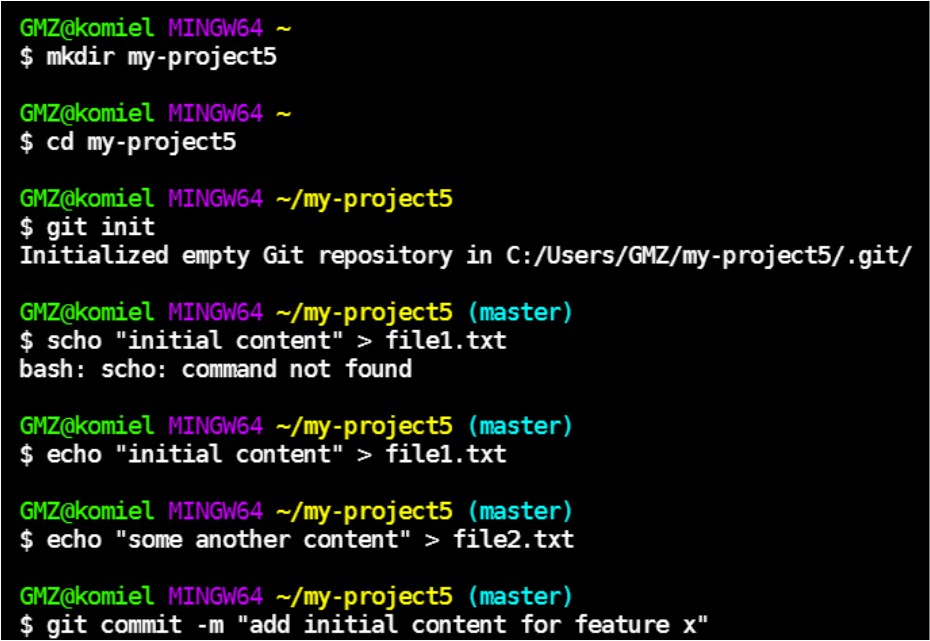 GMZ@komiel MINGW64 ~
$ mkdir my-project5
GMZ@komiel MINGW64 ~
$ cd my-project5
GMZ@komiel MINGW64 ~/my-project5
$ git init
Initialized empty Git repository in C:/Users/GMZ/my-project5/.git/
GMZ@komiel MINGW64 ~/my-project5 (master)
$ scho "initial content" > file1.txt
bash: scho: command not found
GMZ@komiel MINGW64 ~/my-project5 (master)
$ echo "initial content" > file1.txt
GMZ@komiel MINGW64 ~/my-project5 (master)
$ echo "some another content" > file2.txt
GMZ@komiel MINGW64 ~/my-project5 (master)
$ git commit -m "add initial content for feature x"